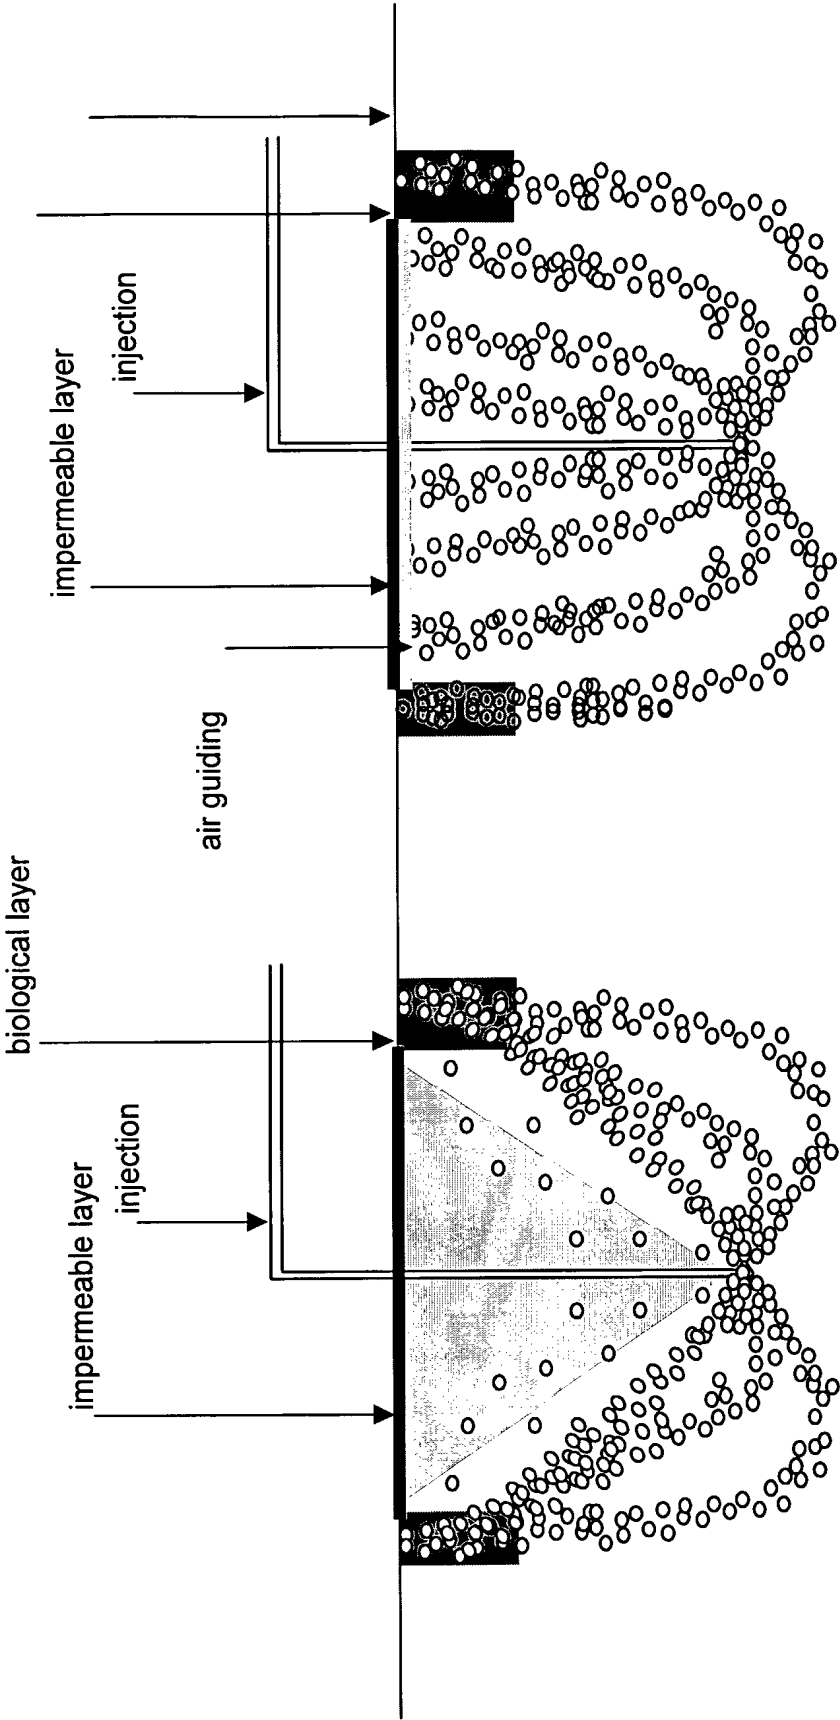 biological layer
impermeable layer
injection
impermeable layer
injection
air guiding